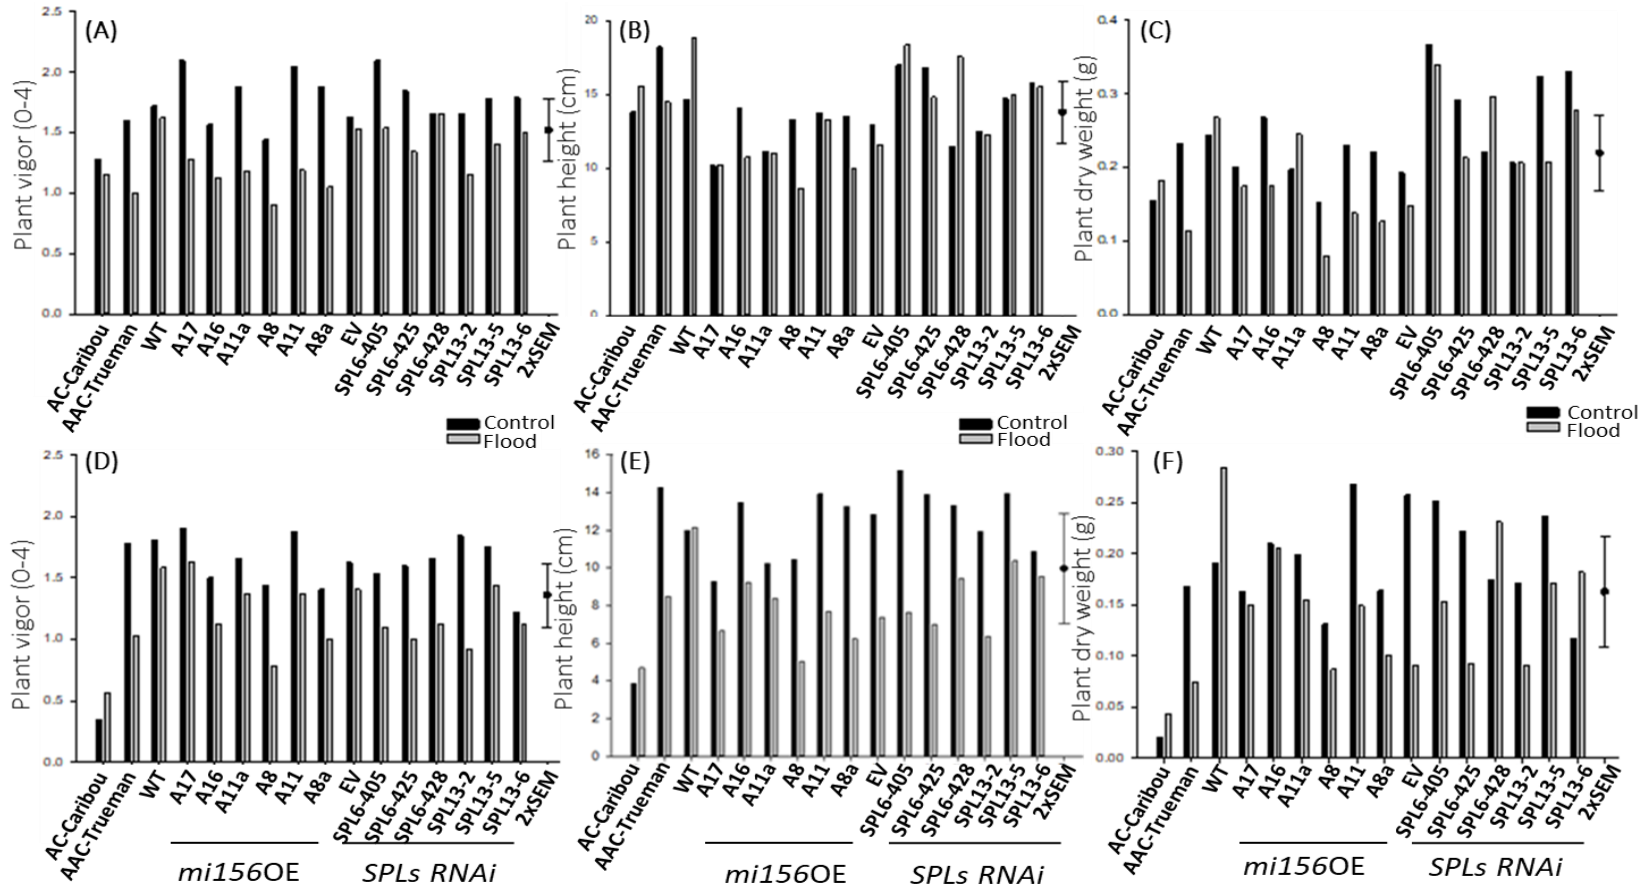 (A)
Plant vigor (0-4)
2.5
2.0
1.5
1.0
0.5
0.0
AC-Caribou
AAC-Trueman
WT
A17
A16
A11a
A8
A11
A8a
EV
SPL6-405
SPL6-425
SPL6-428
SPL13-2
SPL13-5
SPL13-6
2xSEM
Control
Flood
(B)
Plant height (cm)
20
15
10
5
0
AC-Caribou
AAC-Trueman
WT
A17
A16
A11a
A8
A11
A8a
EV
SPL6-405
SPL6-425
SPL6-428
SPL13-2
SPL13-5
SPL13-6
2xSEM
Control
Flood
(C)
Plant dry weight (g)
0.4
0.3
0.2
0.1
0.0
AC-Caribou
AAC-Trueman
WT
A17
A16
A11a
A8
A11
A8a
EV
SPL6-405
SPL6-425
SPL6-428
SPL13-2
SPL13-5
SPL13-6
2xSEM
Control
Flood
(D)
Plant vigor (0-4)
2.5
2.0
1.5
1.0
0.5
0.0
AC-Caribou
AAC-Trueman
WT
A17
A16
A11a
A8
A11
A8a
EV
SPL6-405
SPL6-425
SPL6-428
SPL13-2
SPL13-5
SPL13-6
2xSEM
mi156OE
SPLs RNAi
(E)
Plant height (cm)
16
14
12
10
8
6
4
2
0
AC-Caribou
AAC-Trueman
WT
A17
A16
A11a
A8
A11
A8a
EV
SPL6-405
SPL6-425
SPL6-428
SPL13-2
SPL13-5
SPL13-6
2xSEM
mi156OE
SPLs RNAi
(F)
Plant dry weight (g)
0.30
0.25
0.20
0.15
0.10
0.05
0.00
AC-Caribou
AAC-Trueman
WT
A17
A16
A11a
A8
A11
A8a
EV
SPL6-405
SPL6-425
SPL6-428
SPL13-2
SPL13-5
SPL13-6
2xSEM
mi156OE
SPLs RNAi